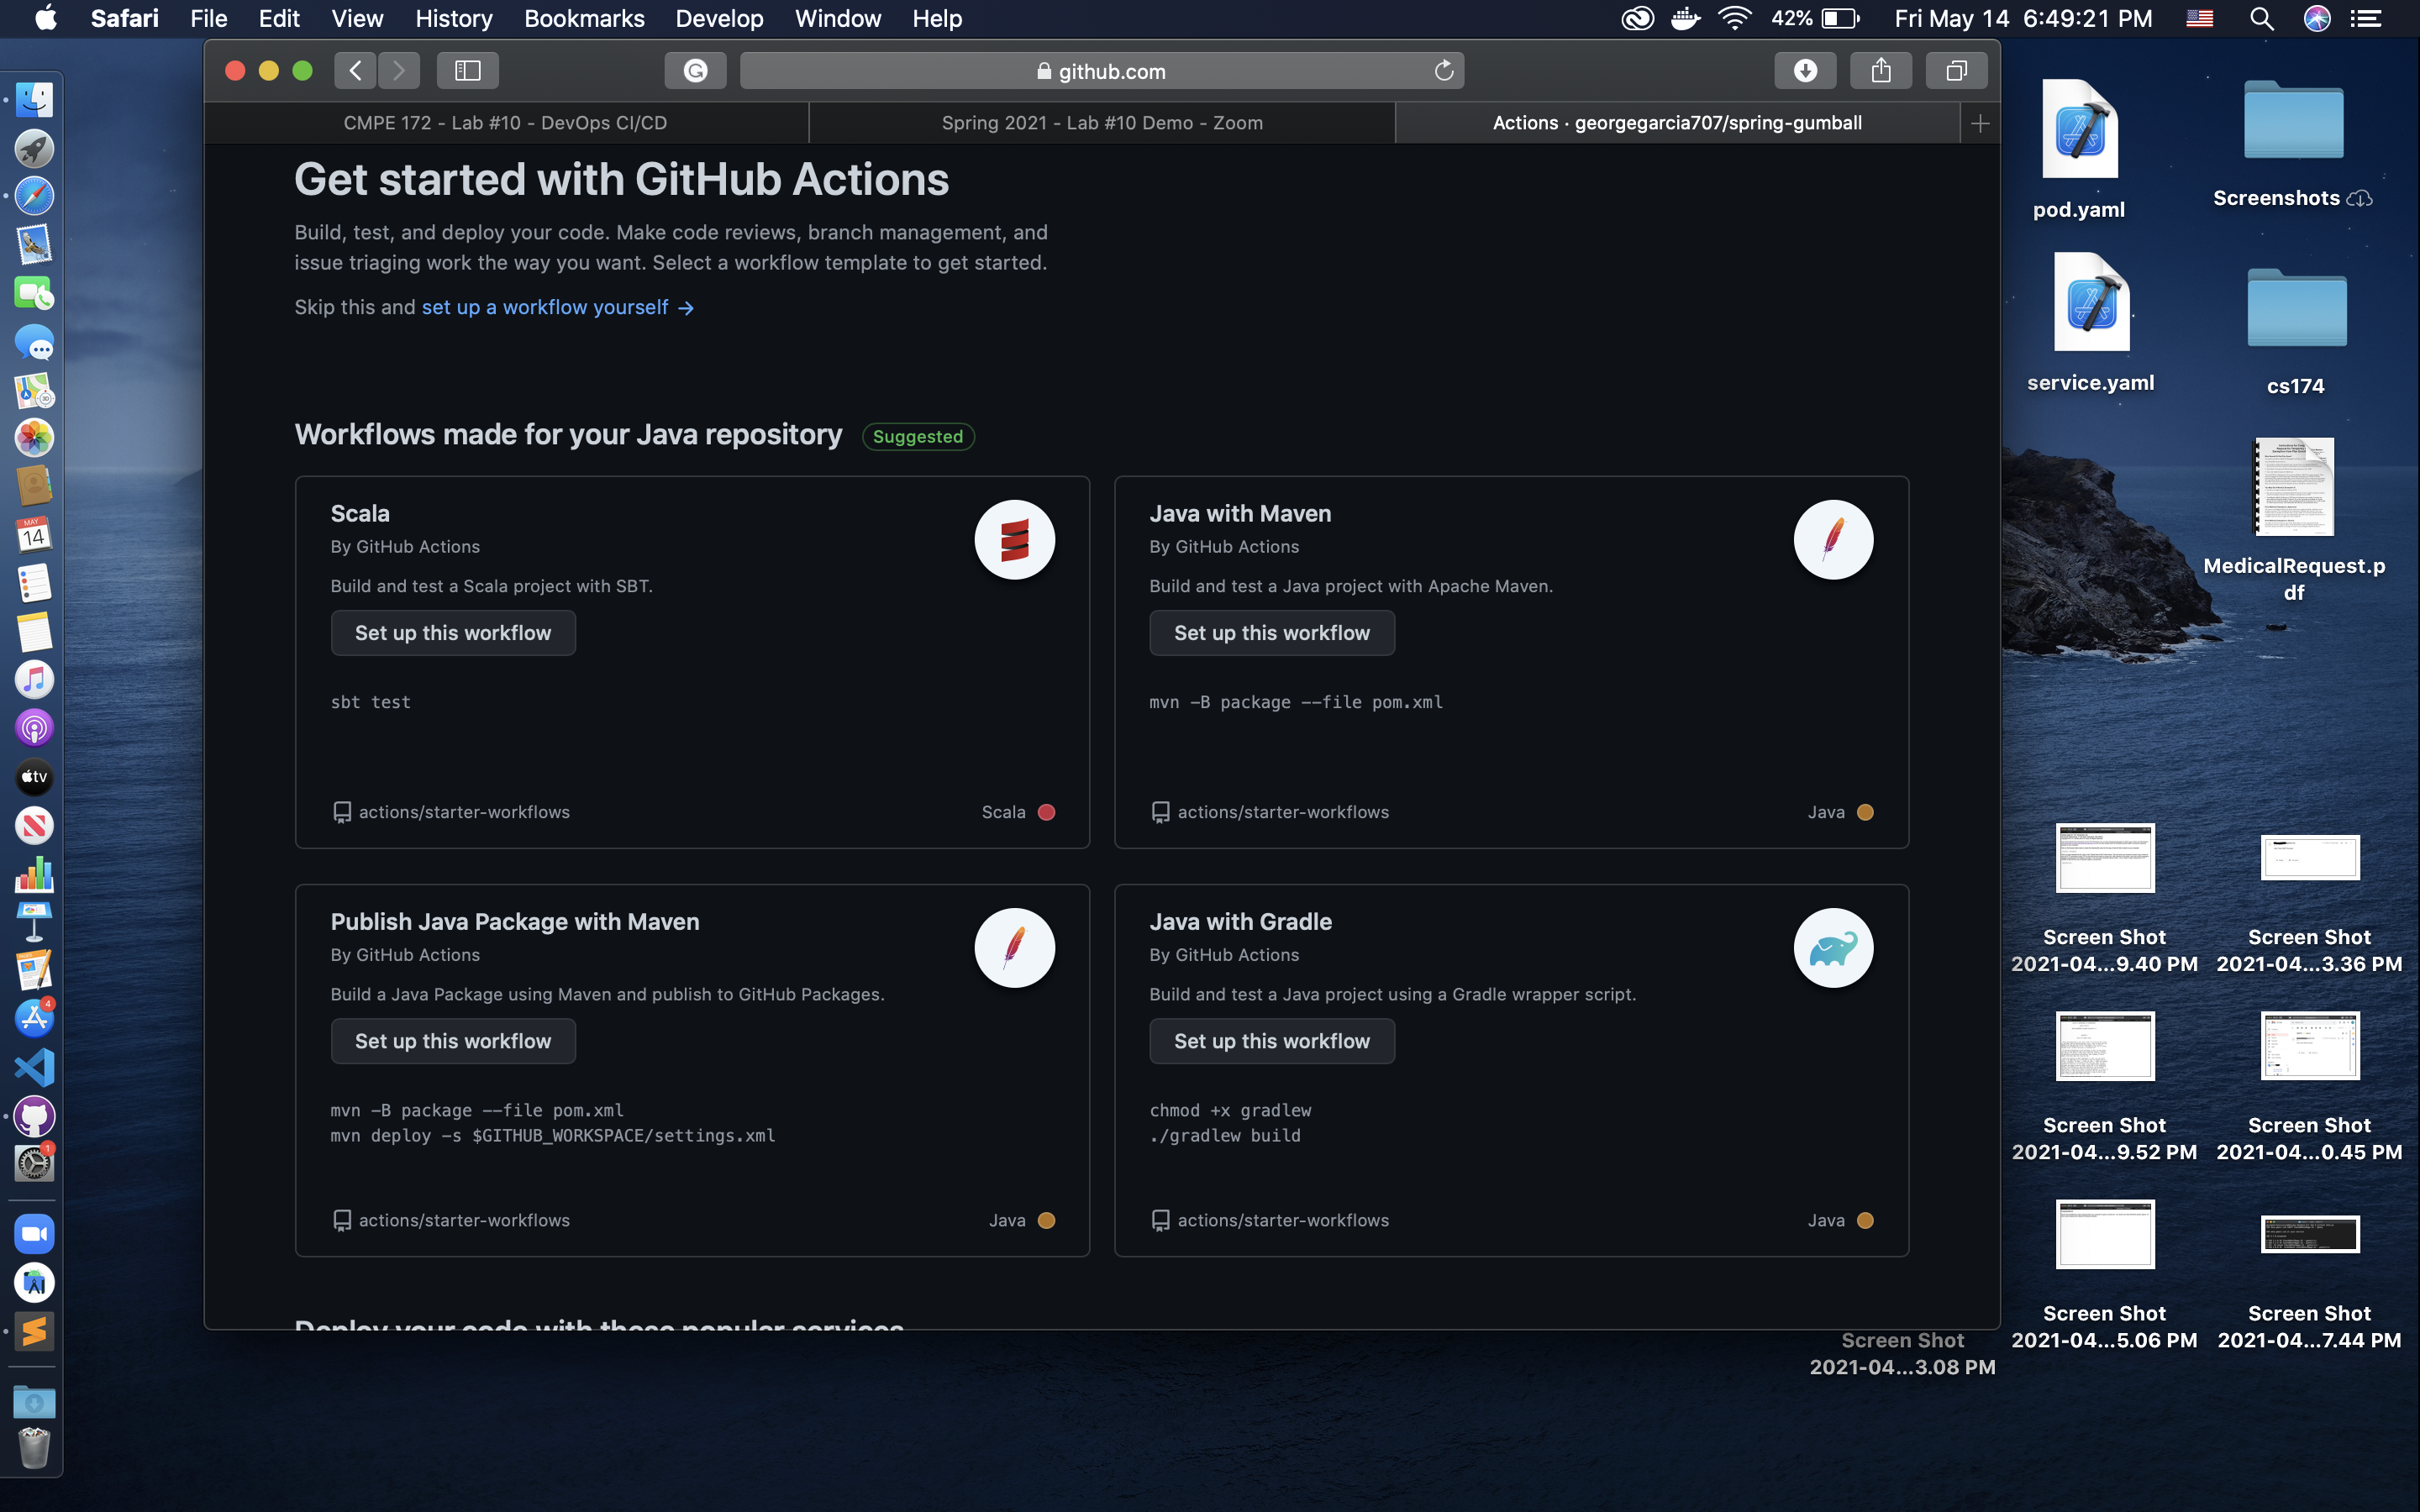 Safari File Edit View History Bookmarks Develop Window Help 42% Fri May 14 6:49:21 PM
github.com
CMPE 172 - Lab #10 - DevOps CI/CD
Spring 2021 - Lab #10 Demo - Zoom
Actions · georgegarcia707/spring-gumball
Get started with GitHub Actions
Build, test, and deploy your code. Make code reviews, branch management, and
issue triaging work the way you want. Select a workflow template to get started.
Skip this and set up a workflow yourself →
Workflows made for your Java repository Suggested
Scala
By GitHub Actions
Build and test a Scala project with SBT.
Set up this workflow
sbt test
actions/starter-workflows
Scala
Java with Maven
By GitHub Actions
Build and test a Java project with Apache Maven.
Set up this workflow
mvn -B package --file pom.xml
actions/starter-workflows
Java
Publish Java Package with Maven
By GitHub Actions
Build a Java Package using Maven and publish to GitHub Packages.
Set up this workflow
mvn -B package --file pom.xml
mvn deploy -s $GITHUB_WORKSPACE/settings.xml
actions/starter-workflows
Java
Java with Gradle
By GitHub Actions
Build and test a Java project using a Gradle wrapper script.
Set up this workflow
chmod +x gradlew
./gradlew build
actions/starter-workflows
Java
Deploy your code with these popular services
pod.yaml
Screenshots
service.yaml
cs174
MedicalRequest.p
df
Screen Shot
2021-04...9.40 PM
Screen Shot
2021-04...3.36 PM
Screen Shot
2021-04...9.52 PM
Screen Shot
2021-04...0.45 PM
Screen Shot
2021-04...5.06 PM
Screen Shot
2021-04...7.44 PM
Screen Shot
2021-04...3.08 PM
MAY
14
tv
4
1